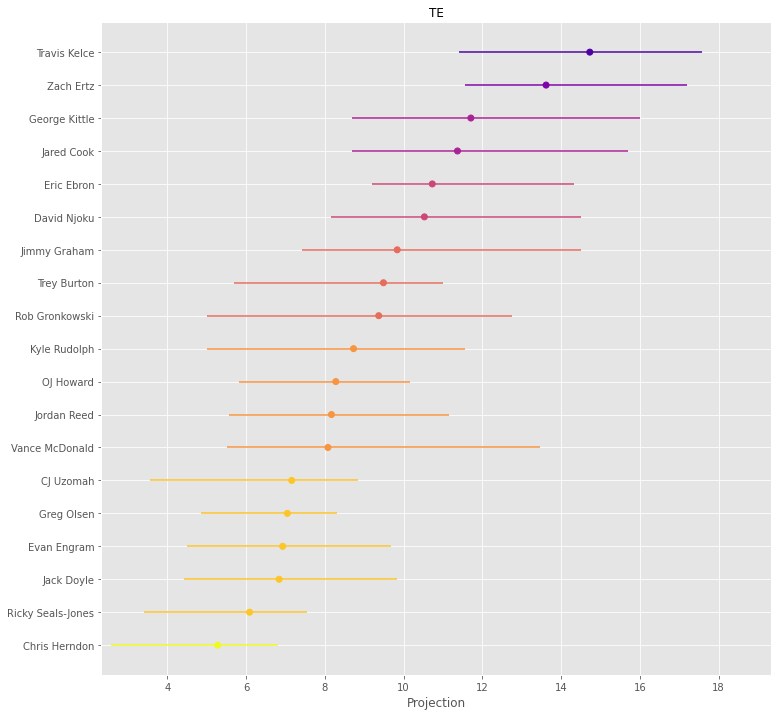 TE
Travis Kelce
Zach Ertz
George Kittle
Jared Cook
Eric Ebron
David Njoku
Jimmy Graham
Trey Burton
Rob Gronkowski
Kyle Rudolph
OJ Howard
Jordan Reed
Vance McDonald
CJ Uzomah
Greg Olsen
Evan Engram
Jack Doyle
Ricky Seals-Jones
Chris Herndon
4 6 8 10 12 14 16 18
Projection